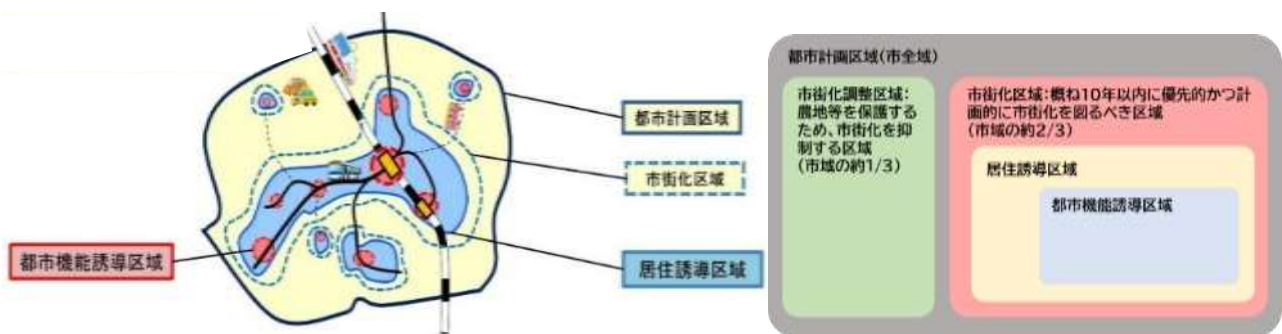 都市計画区域
市街化区域
都市機能誘導区域
居住誘導区域
都市計画区域(市全域)
市街化調整区域:
農地等を保護する
ため、市街化を抑
制する区域
(市域の約1/3)
市街化区域:概ね10年以内に優先的かつ計
画的に市街化を図るべき区域
(市域の約2/3)
居住誘導区域
都市機能誘導区域